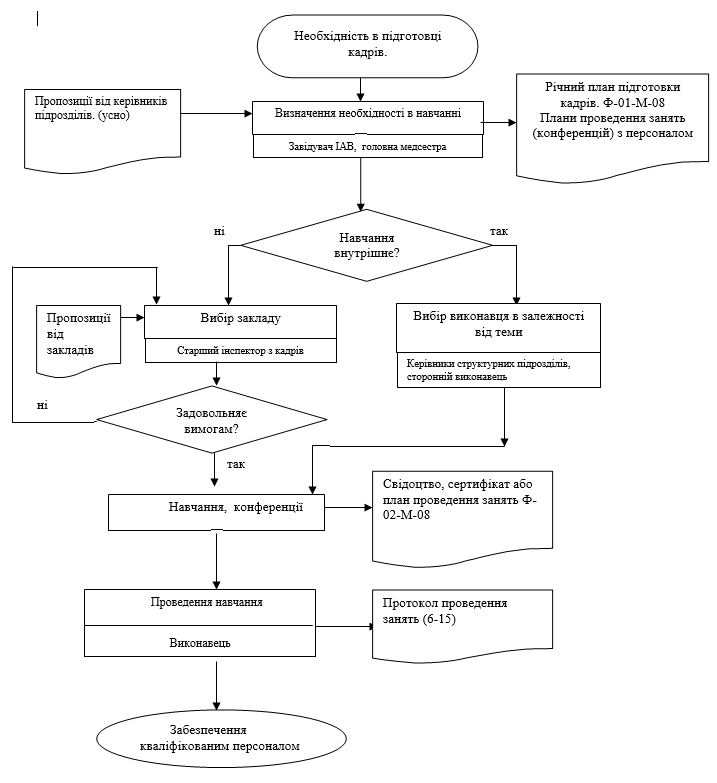 Необхідність в підготовці
кадрів.
Пропозиції від керівників
підрозділів. (усно)
Визначення необхідності в навчанні
Завідувач ІАВ, головна медсестра
Річний план підготовки
кадрів. Ф-01-М-08
Плани проведення занять
(конференцій) з персоналом
ні
Навчання
внутрішнє?
так
Пропозиції
від
закладів
Вибір закладу
Старший інспектор з кадрів
Вибір виконавця в залежності
від теми
Керівники структурних підрозділів,
сторонній виконавець
ні
Задовольняє
вимогам?
так
Навчання, конференції
Свідоцтво, сертифікат або
план проведення занять Ф-
02-М-08
Проведення навчання
Виконавець
Протокол проведення
занять (6-15)
Забезпечення
кваліфікованим персоналом